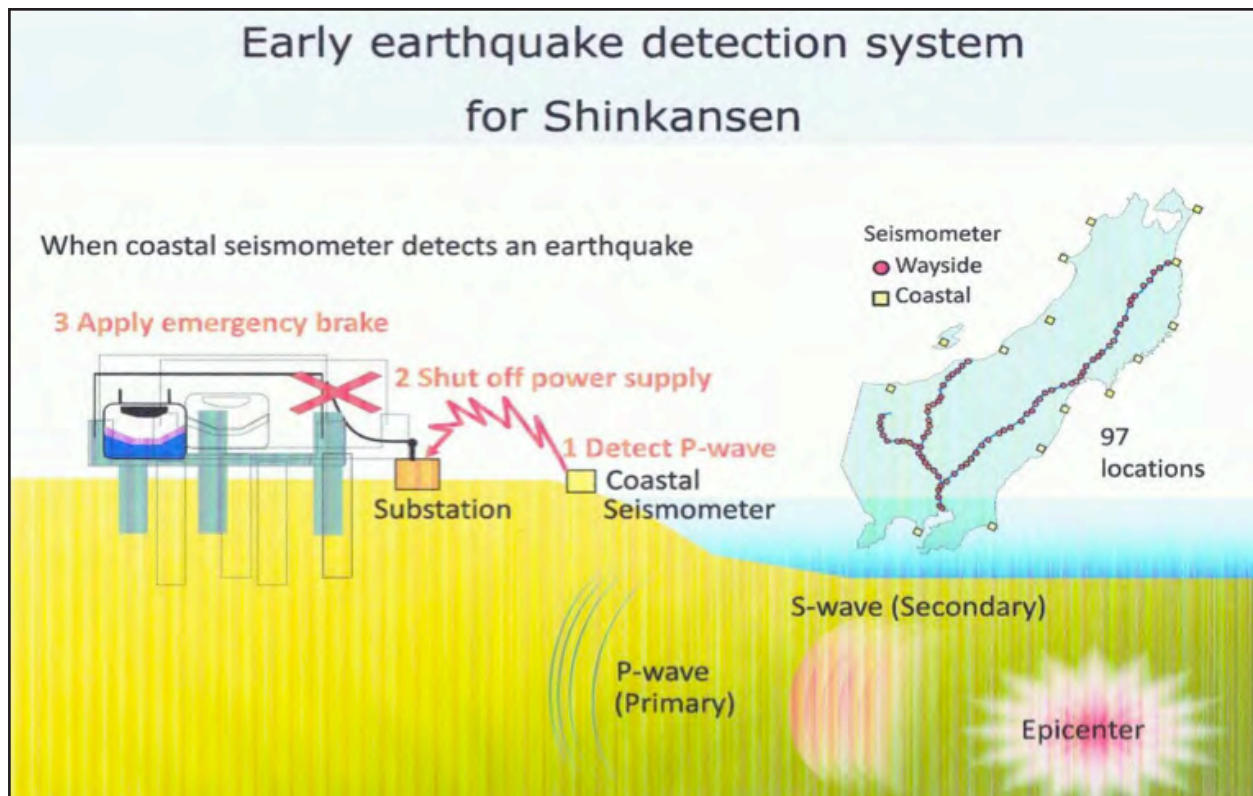 Early earthquake detection system
for Shinkansen
When coastal seismometer detects an earthquake
3 Apply emergency brake
2 Shut off power supply
1 Detect P-wave
Coastal
Seismometer
Substation
Seismometer
Wayside
Coastal
97
locations
S-wave (Secondary)
P-wave
(Primary)
Epicenter